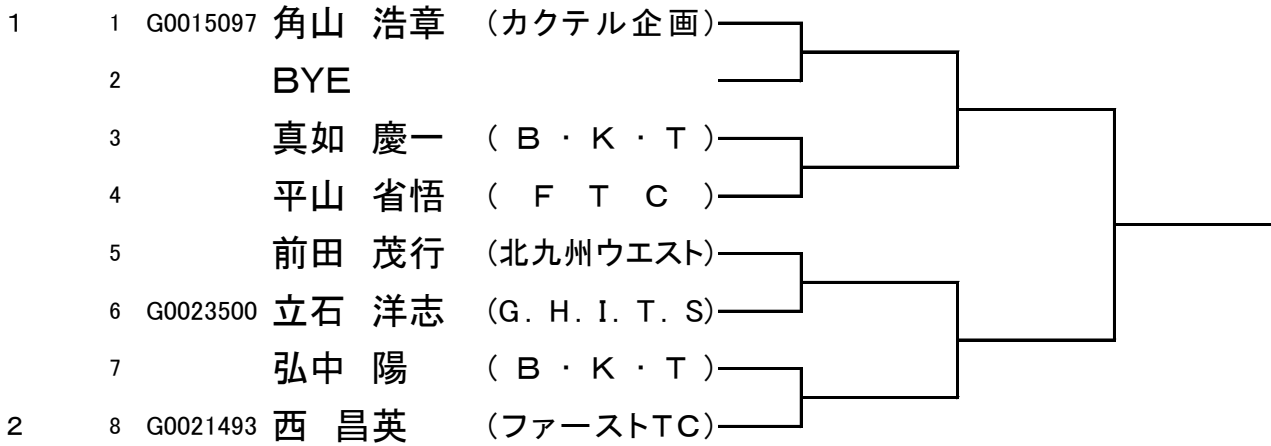 1 1 G0015097 角山 浩章 (カクテル企画)
2 BYE
3 真如 慶一 (B・K・T)
4 平山 省悟 (F T C)
5 前田 茂行 (北九州ウエスト)
6 G0023500 立石 洋志 (G. H. I. T. S)
7 弘中 陽 (B・K・T)
2 8 G0021493 西 昌英 (ファーストTC)